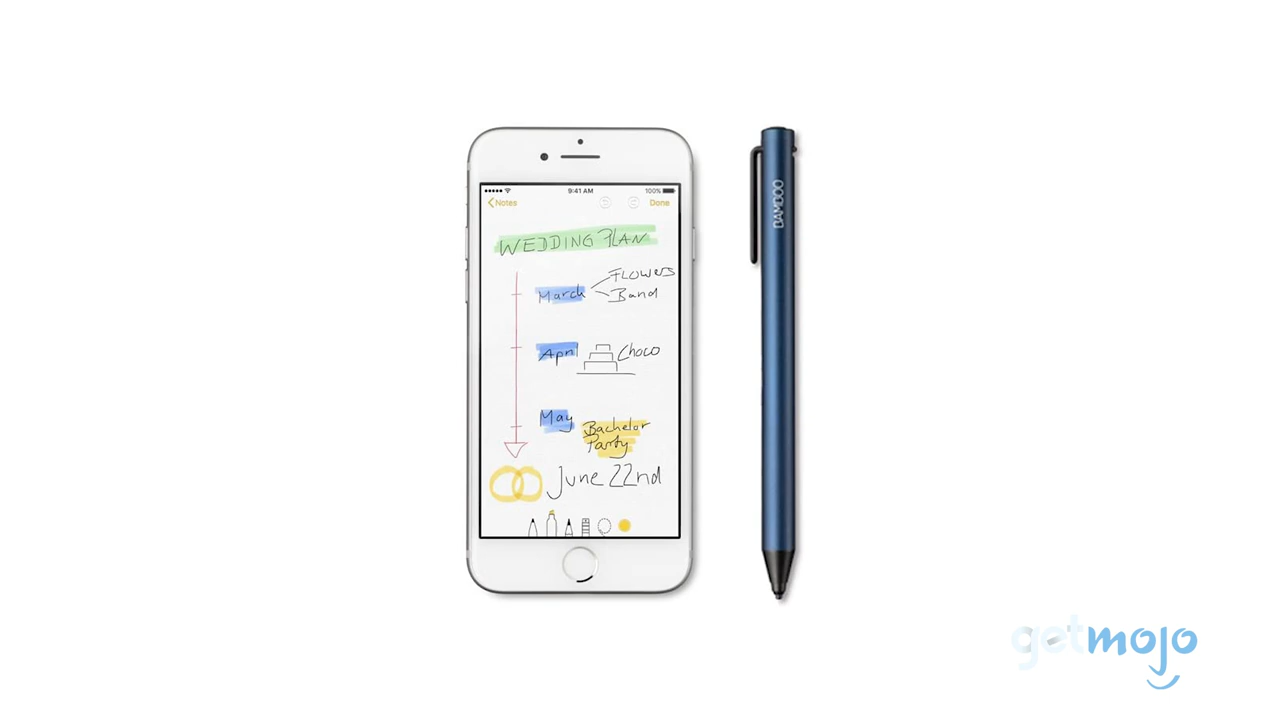 9:41 AM
100%
Notes
Done
WEDDING PLAN
March
FLOWERS
Band
April
Choco
May
Bachelor
Party
June 22nd
BAMBOO
getmojo